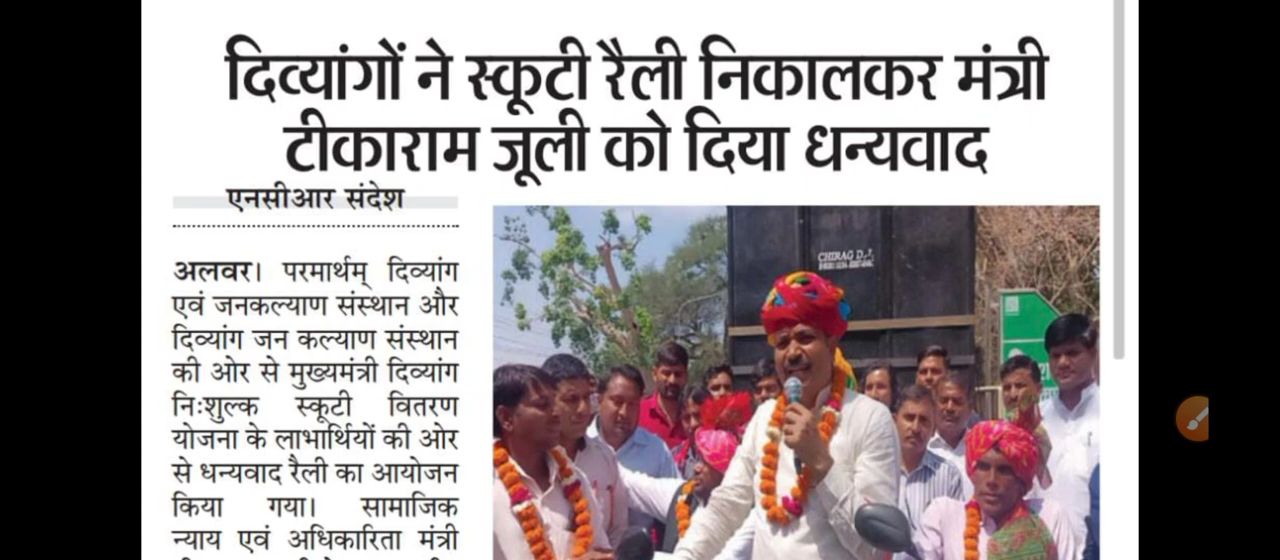 दिव्यांगों ने स्कूटी रैली निकालकर मंत्री
टीकाराम जूली को दिया धन्यवाद
एनसीआर संदेश
अलवर। परमार्थम् दिव्यांग
एवं जनकल्याण संस्थान और
दिव्यांग जन कल्याण संस्थान
की ओर से मुख्यमंत्री दिव्यांग
निःशुल्क स्कूटी वितरण
योजना के लाभार्थियों की ओर
से धन्यवाद रैली का आयोजन
किया गया। सामाजिक
न्याय एवं अधिकारिता मंत्री
CHIRAG D.J.